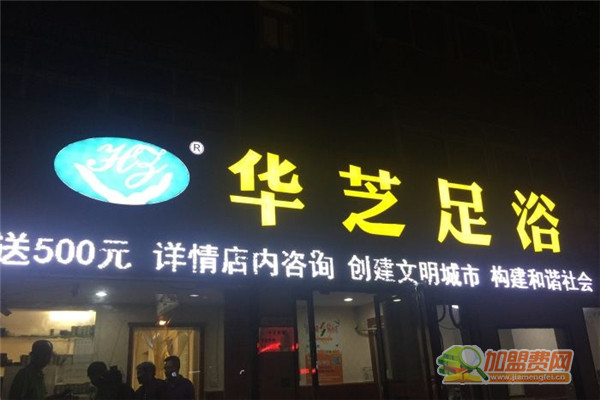 HZ ®
华芝足浴
送500元 详情店内咨询 创建文明城市 构建和谐社会
加盟费网
www.jiamengfei.cn